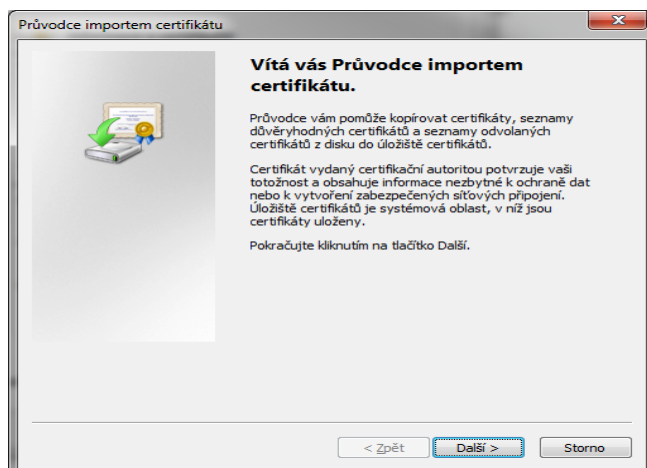 Průvodce importem certifikátu
Vítá vás Průvodce importem
certifikátu.
Průvodce vám pomůže kopírovat certifikáty, seznamy
důvěryhodných certifikátů a seznamy odvolaných
certifikátů z disku do úložiště certifikátů.
Certifikát vydaný certifikační autoritou potvrzuje vaši
totožnost a obsahuje informace nezbytné k ochraně dat
nebo k vytvoření zabezpečených síťových připojení.
Úložiště certifikátů je systémová oblast, v níž jsou
certifikáty uloženy.
Pokračujte kliknutím na tlačítko Další.
< Zpět Další > Storno